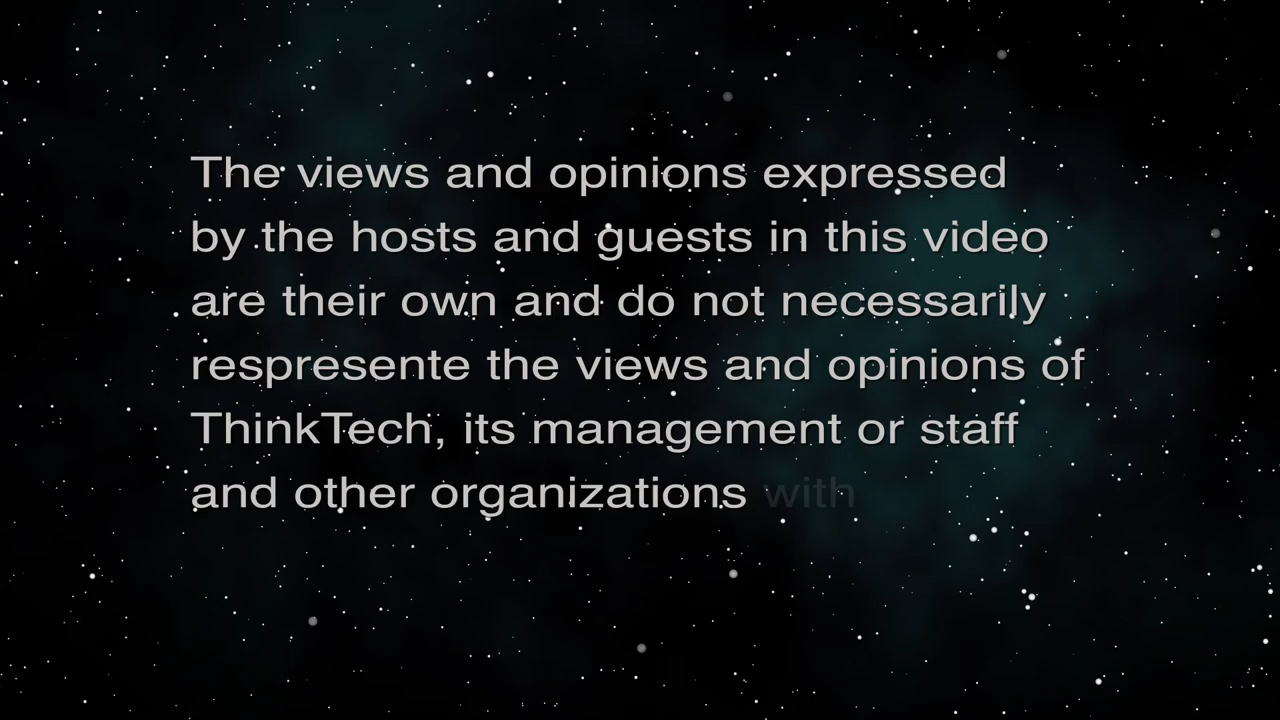 The views and opinions expressed
by the hosts and guests in this video
are their own and do not necessarily
respresente the views and opinions of
ThinkTech, its management or staff
and other organizations with